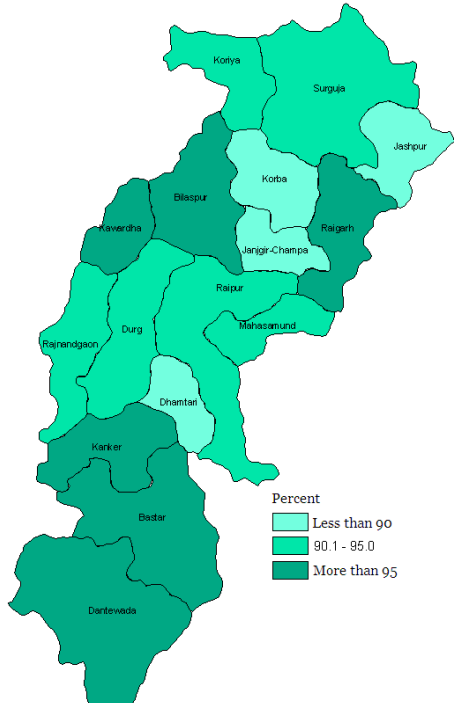 Koriya
Surguja
Jashpur
Korba
Bilaspur
Raigarh
Kawardha
Janjgir-Champa
Raipur
Mahasamund
Durg
Rajnandgaon
Dhamtari
Kanker
Bastar
Dantewada
Percent
Less than 90
90.1 - 95.0
More than 95